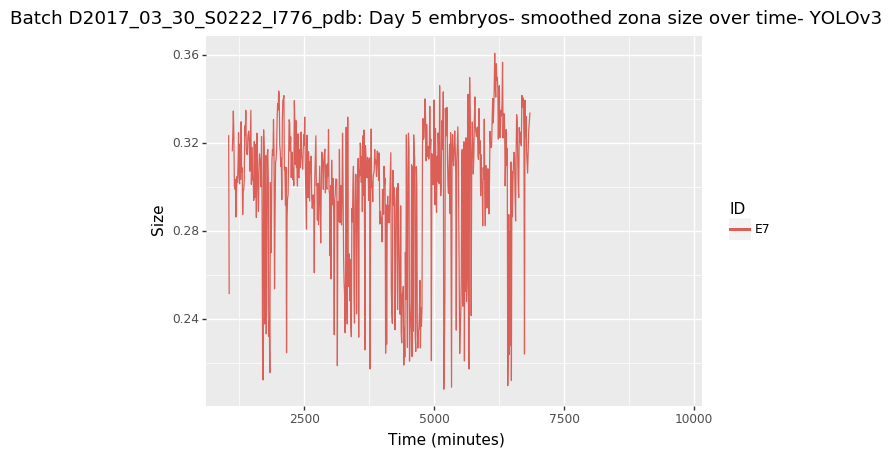 Batch D2017_03_30_S0222_I776_pdb: Day 5 embryos- smoothed zona size over time- YOLOv3
0.36
0.32
0.28
0.24
Size
2500
5000
7500
10000
Time (minutes)
ID
E7